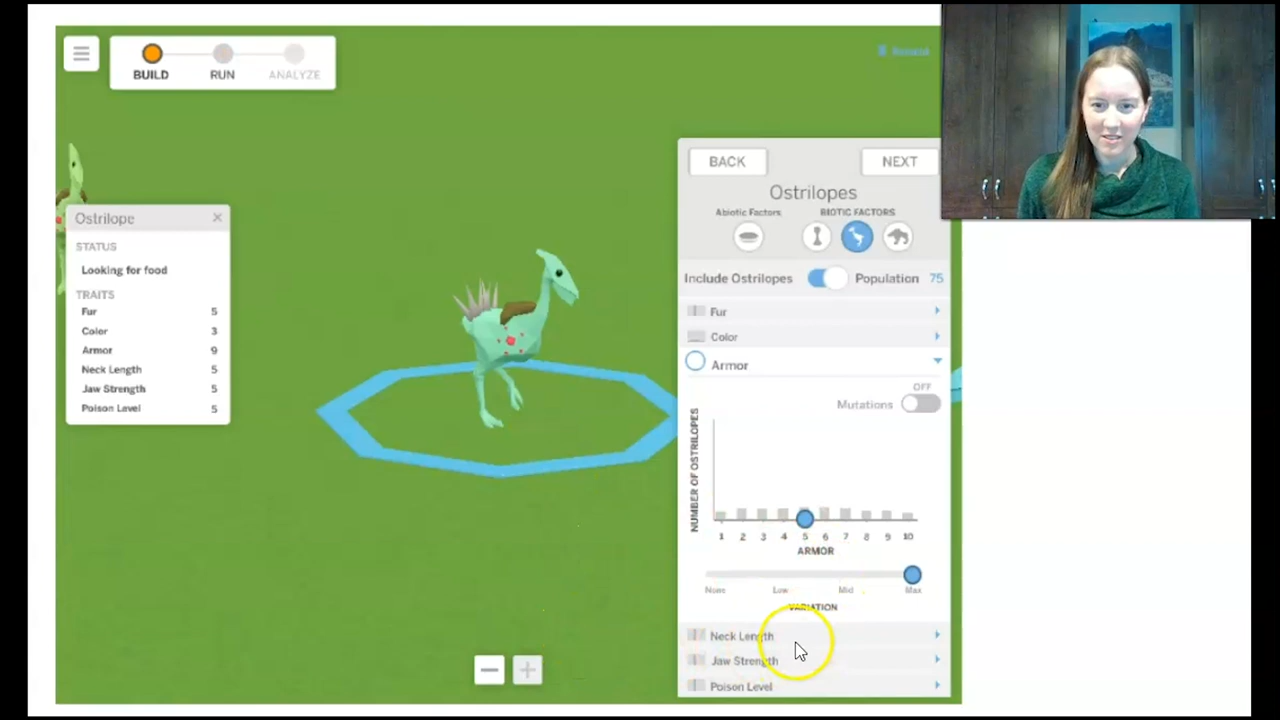 BUILD RUN ANALYZE
BACK NEXT
Ostrilopes
Abiotic Factors BIOTIC FACTORS
Include Ostrilopes Population 75
Fur
Color
Armor
OFF
Mutations
NUMBER OF OSTRILOPES
1 2 3 4 5 6 7 8 9 10
ARMOR
None Low Mid Max
VARIATION
Neck Length
Jaw Strength
Poison Level
Ostrilope ×
STATUS
Looking for food
TRAITS
Fur 5
Color 3
Armor 9
Neck Length 5
Jaw Strength 5
Poison Level 5